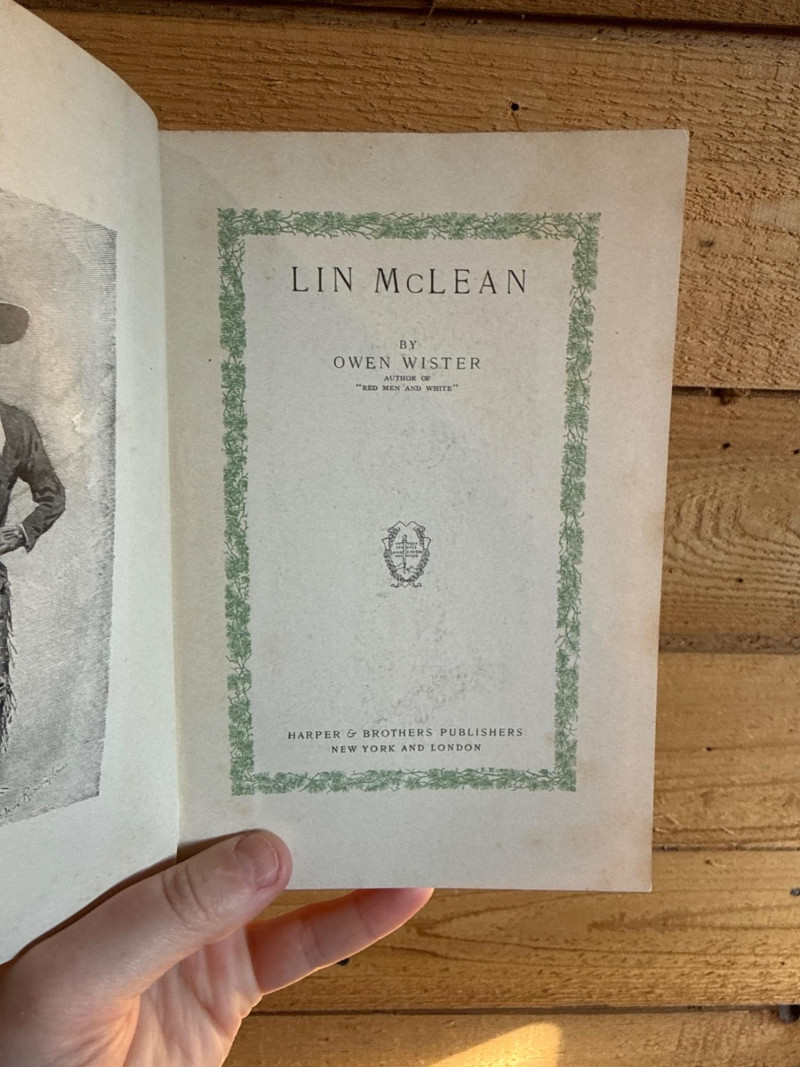 LIN McLEAN
BY
OWEN WISTER
AUTHOR OF
"RED MEN AND WHITE"
HARPER & BROTHERS PUBLISHERS
NEW YORK AND LONDON